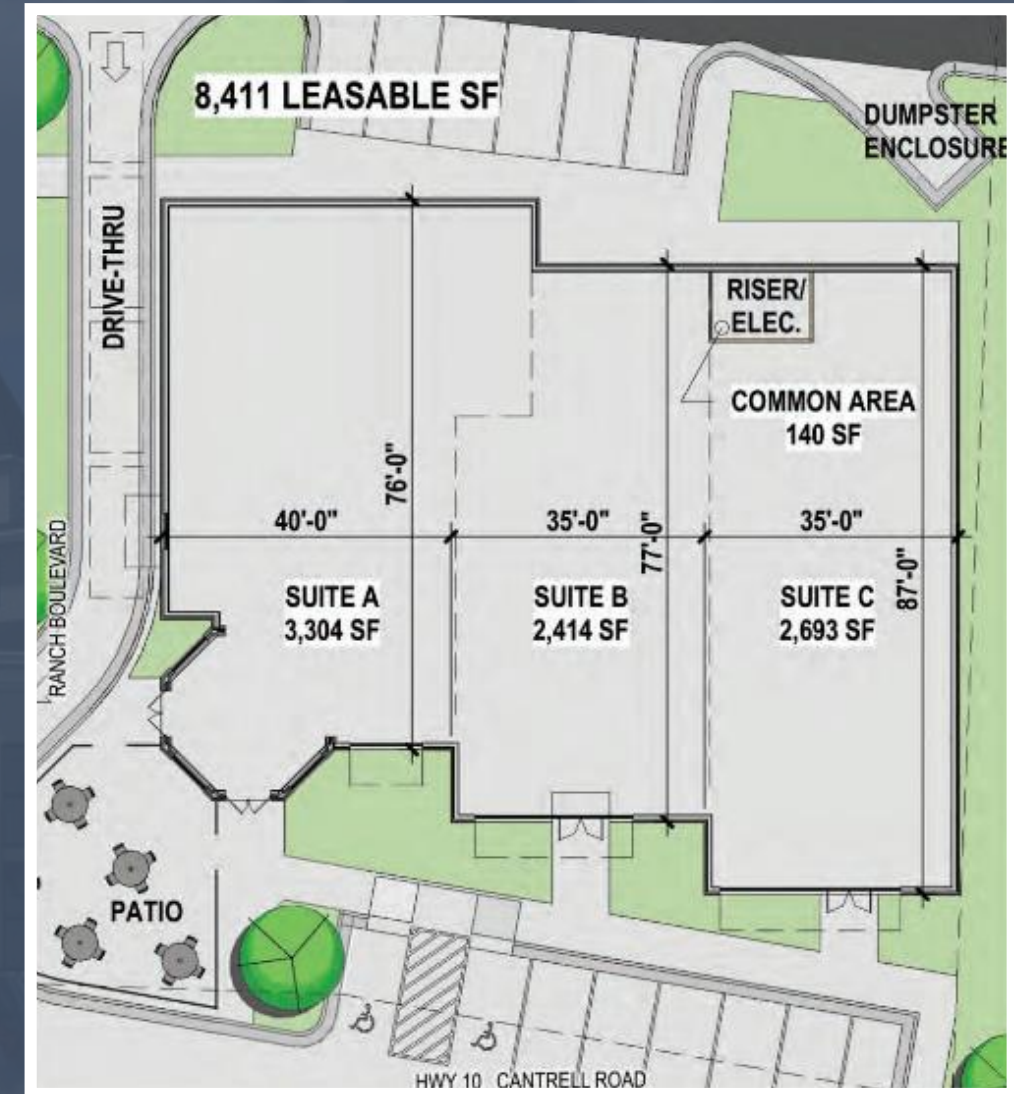 8,411 LEASABLE SF
DUMPSTER
ENCLOSURE
DRIVE-THRU
RISER/
ELEC.
COMMON AREA
140 SF
76'-0"
40'-0"
35'-0"
77'-0"
35'-0"
87'-0"
SUITE A
3,304 SF
SUITE B
2,414 SF
SUITE C
2,693 SF
RANCH BOULEVARD
PATIO
HWY 10 CANTRELL ROAD